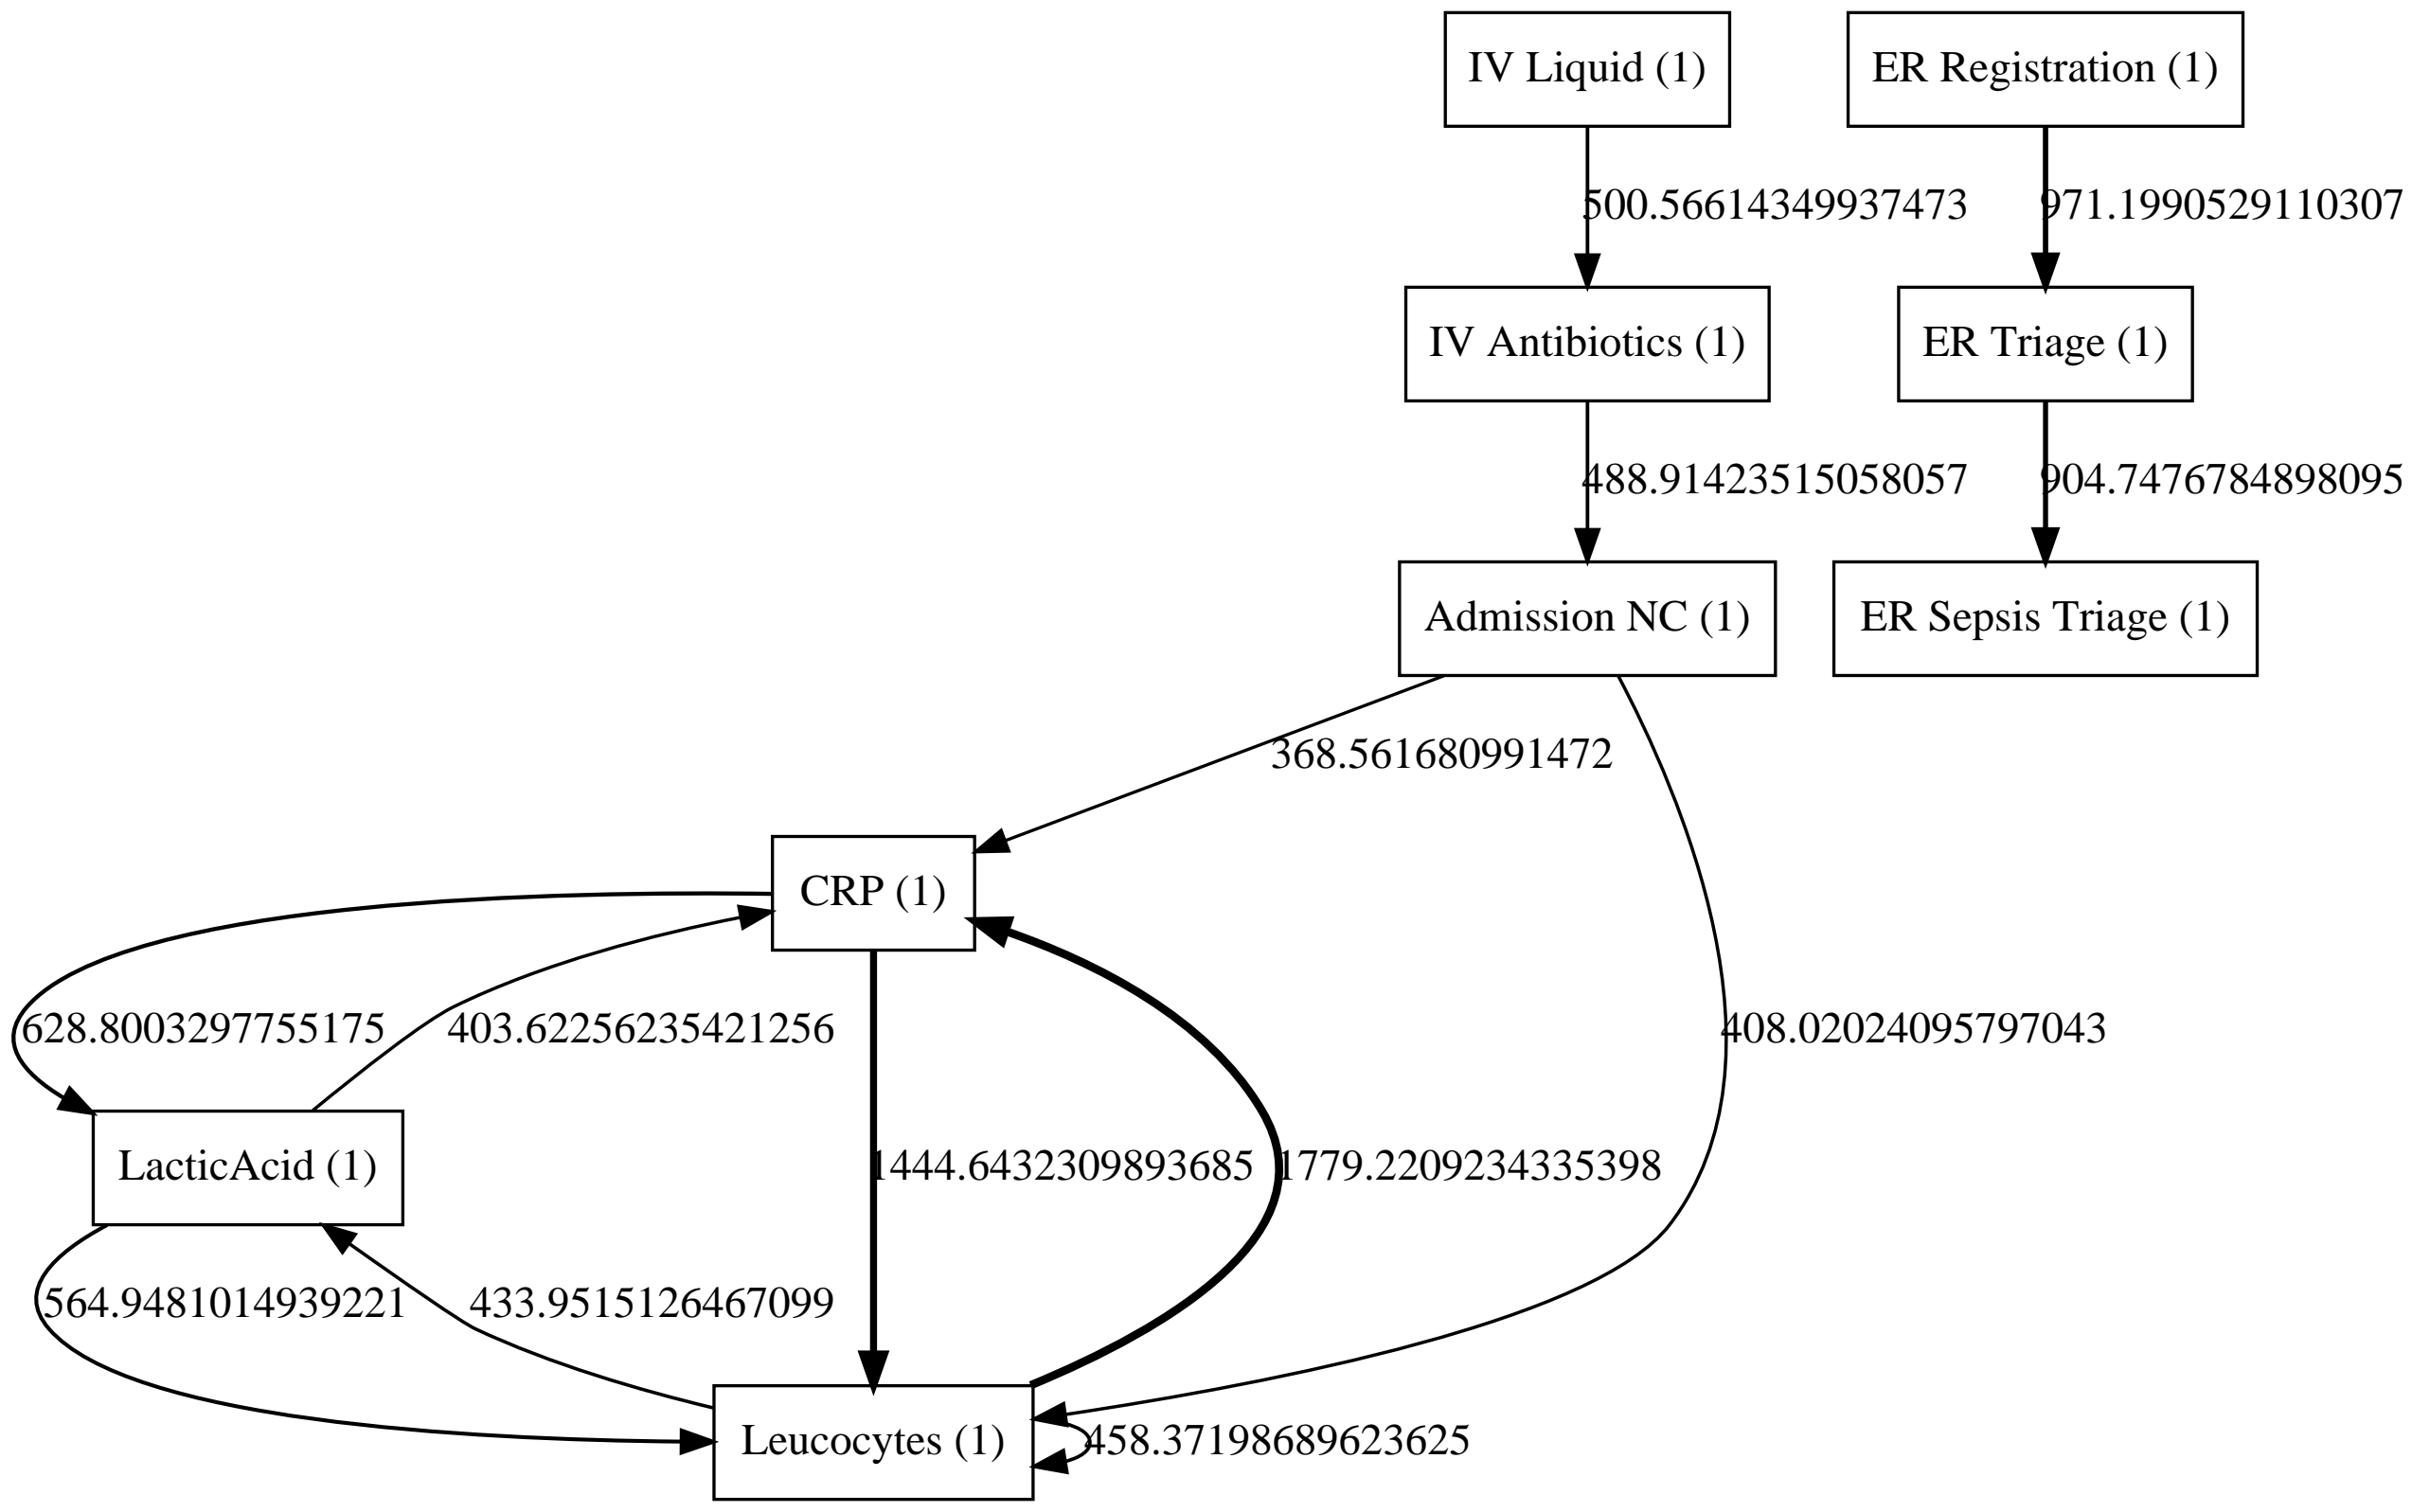 IV Liquid (1)
ER Registration (1)
500.56614349937473
971.1990529110307
IV Antibiotics (1)
ER Triage (1)
488.91423515058057
904.7476784898095
Admission NC (1)
ER Sepsis Triage (1)
368.561680991472
CRP (1)
628.8003297755175
403.62256235421256
408.02024095797043
LacticAcid (1)
1444.6432309893685
1779.2209234335398
564.9481014939221
433.9515126467099
Leucocytes (1)
458.37198689623625